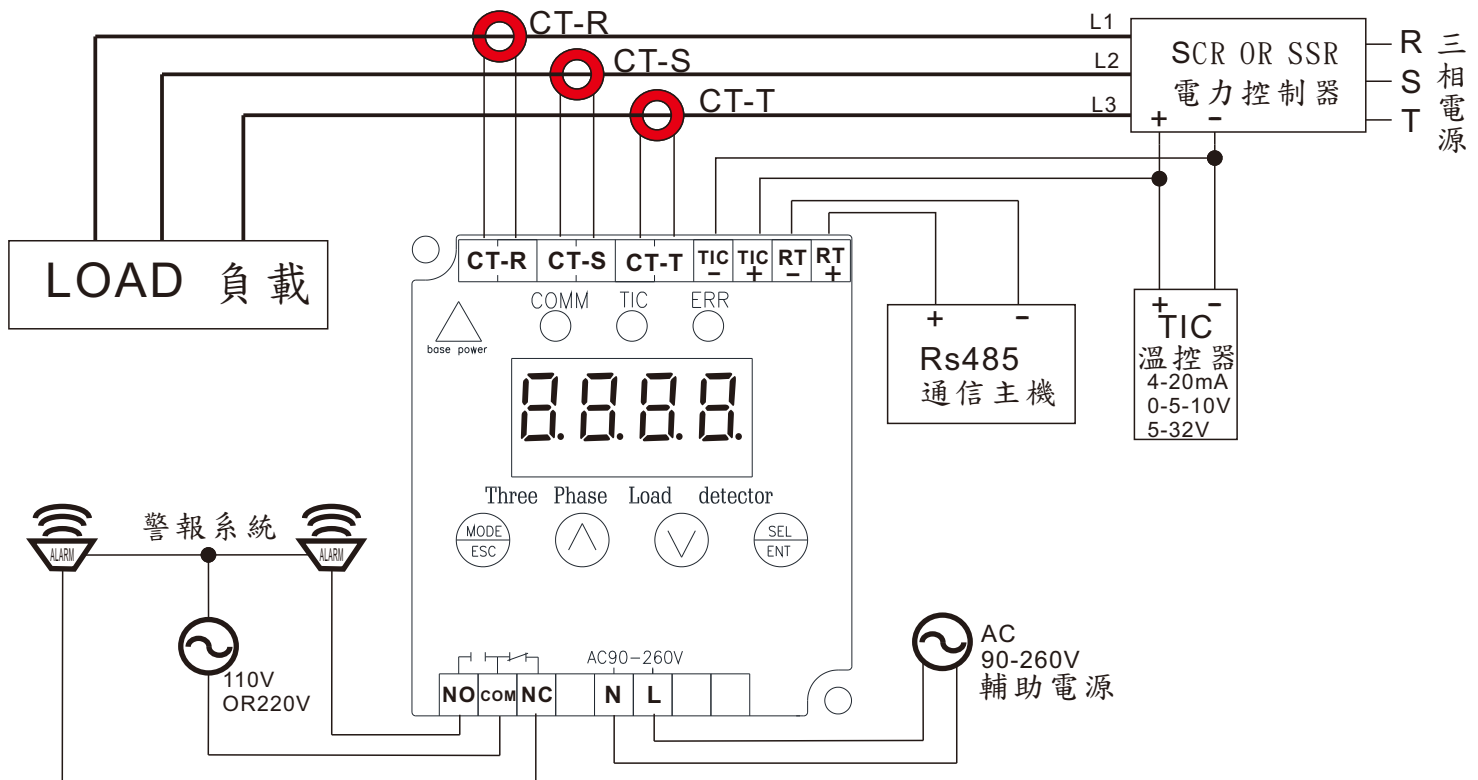 CT-R
CT-S
CT-T
L1
L2
L3
SCR OR SSR
電力控制器
+ -
R
S
T
三相電源
LOAD 負載
CT-R CT-S CT-T TIC - TIC + RT - RT +
COMM TIC ERR
base power
8.8.8.8.
Three Phase Load detector
MODE
ESC
SEL
ENT
+ -
Rs485
通信主機
+ -
TIC
溫控器
4-20mA
0-5-10V
5-32V
警報系統
ALARM
ALARM
110V
OR220V
AC90-260V
NO COM NC N L
AC
90-260V
輔助電源